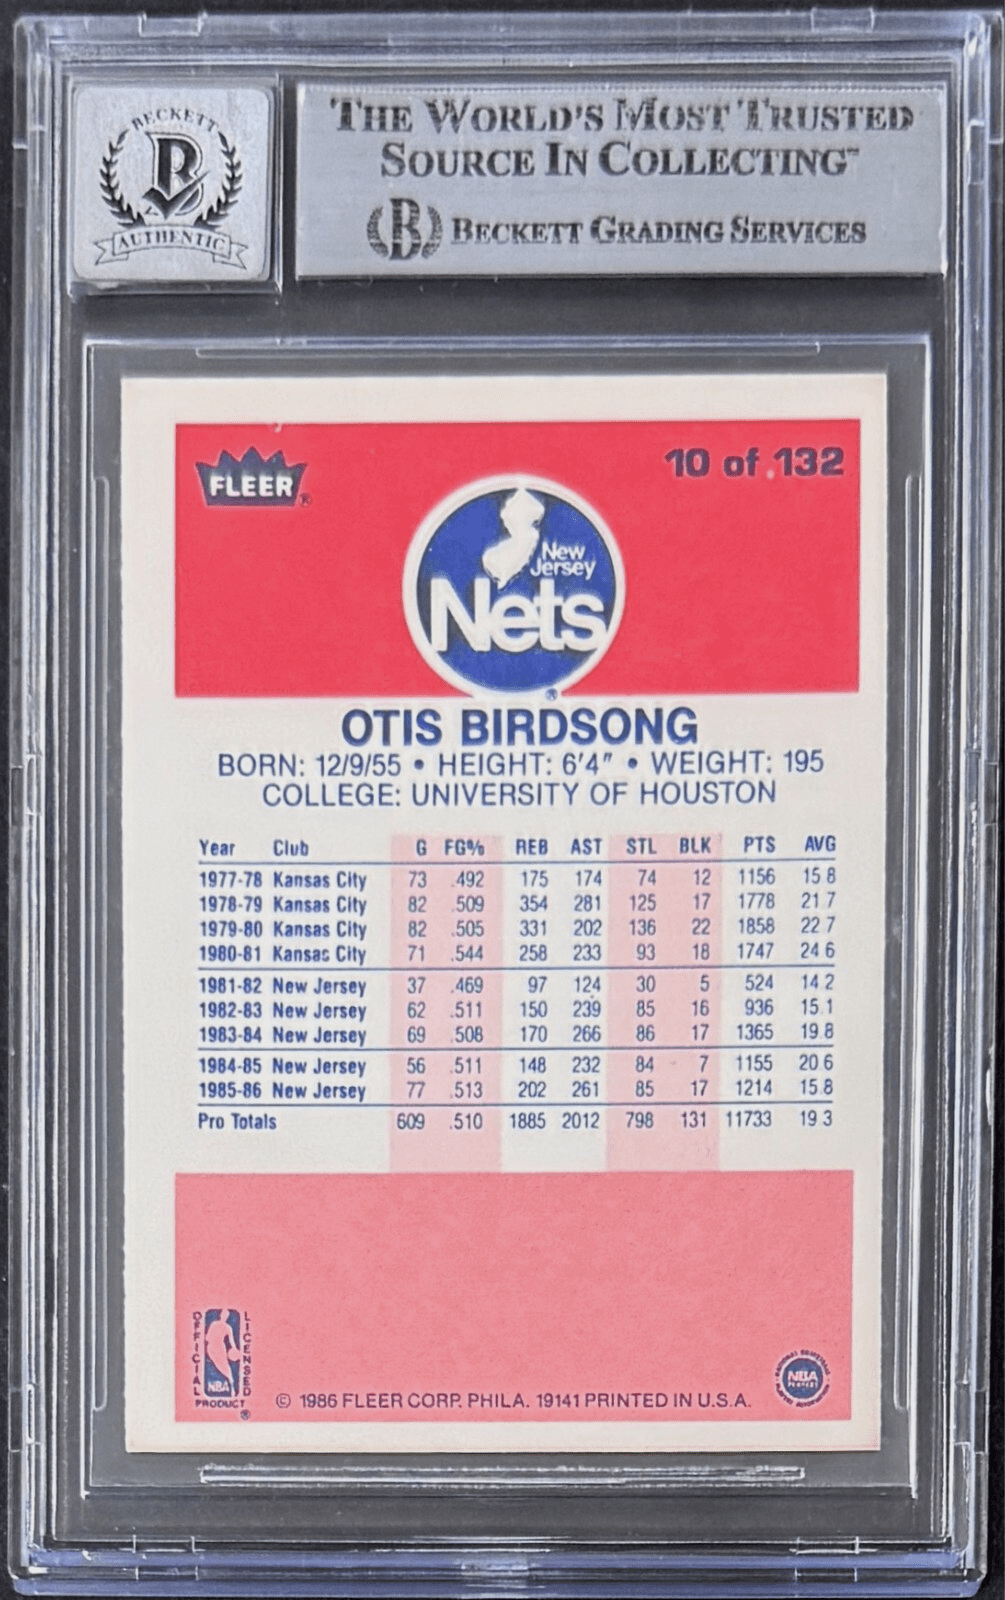 BECKETT
B
AUTHENTIC
THE WORLD'S MOST TRUSTED
SOURCE IN COLLECTING™
B BECKETT GRADING SERVICES
FLEER®
10 of 132
New
Jersey
Nets
®
OTIS BIRDSONG
BORN: 12/9/55 • HEIGHT: 6'4" • WEIGHT: 195
COLLEGE: UNIVERSITY OF HOUSTON
Year Club G FG% REB AST STL BLK PTS AVG
1977-78 Kansas City 73 .492 175 174 74 12 1156 15.8
1978-79 Kansas City 82 .509 354 281 125 17 1778 21.7
1979-80 Kansas City 82 .505 331 202 136 22 1858 22.7
1980-81 Kansas City 71 .544 258 233 93 18 1747 24.6
1981-82 New Jersey 37 .469 97 124 30 5 524 14.2
1982-83 New Jersey 62 .511 150 239 85 16 936 15.1
1983-84 New Jersey 69 .508 170 266 86 17 1365 19.8
1984-85 New Jersey 56 .511 148 232 84 7 1155 20.6
1985-86 New Jersey 77 .513 202 261 85 17 1214 15.8
Pro Totals 609 .510 1885 2012 798 131 11733 19.3
OFFICIAL
LICENSED
NBA
PRODUCT
®
© 1986 FLEER CORP. PHILA. 19141 PRINTED IN U.S.A.
NBA
PLAYERS